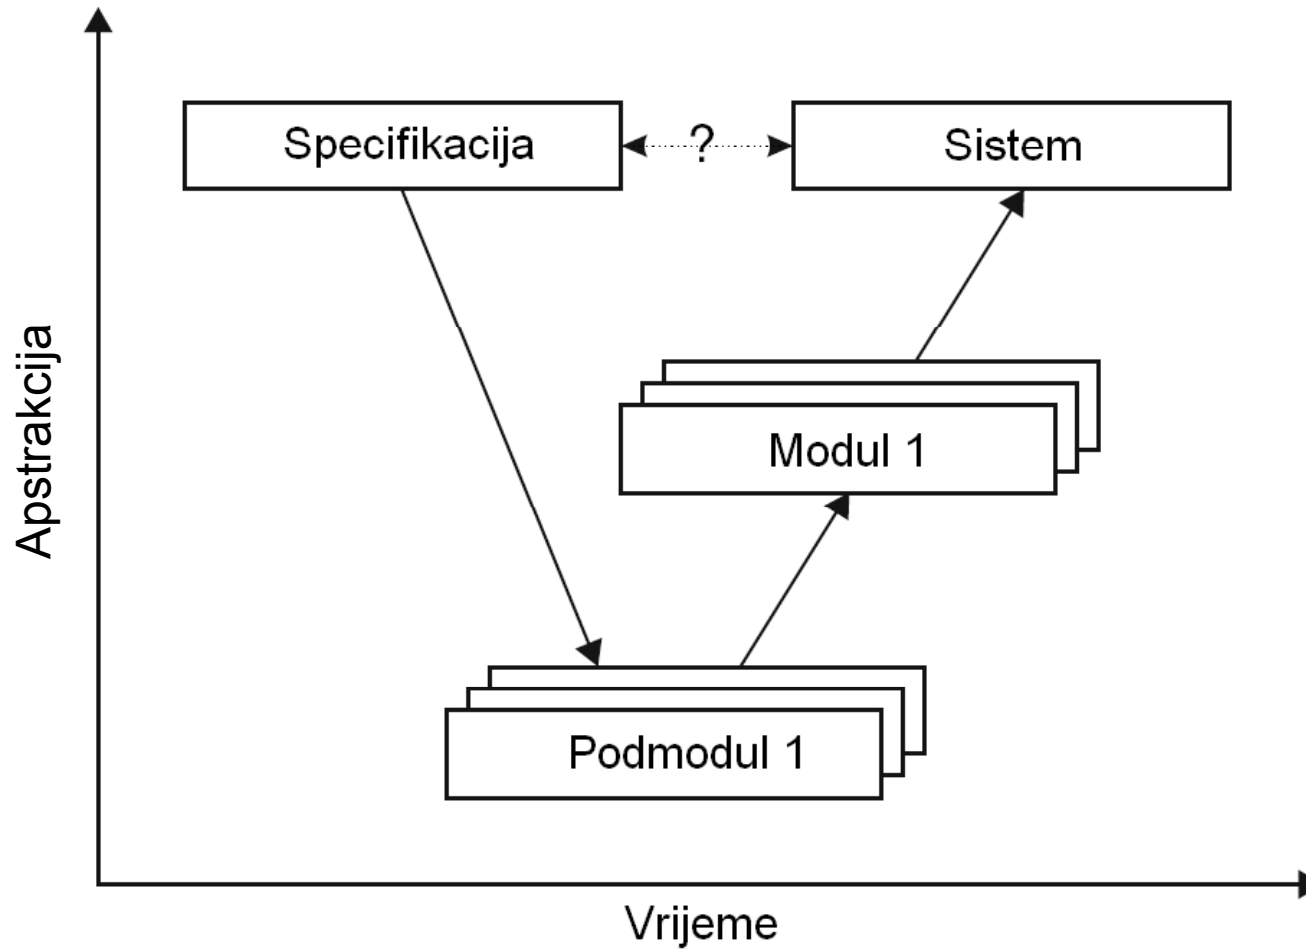 Specifikacija
?
Sistem
Apstrakcija
Modul 1
Podmodul 1
Vrijeme